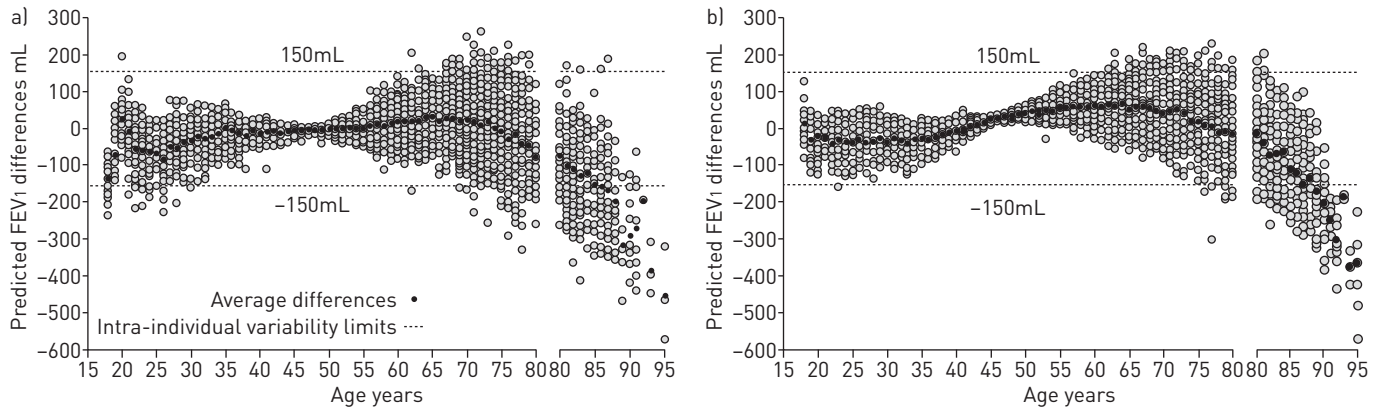 a)
Predicted FEV1 differences mL
300
200
100
0
−100
−200
−300
−400
−500
−600
150mL
−150mL
Average differences
Intra-individual variability limits
15 20 25 30 35 40 45 50 55 60 65 70 75 80 85 90 95
Age years
b)
Predicted FEV1 differences mL
300
200
100
0
−100
−200
−300
−400
−500
−600
150mL
−150mL
15 20 25 30 35 40 45 50 55 60 65 70 75 80 80 85 90 95
Age years